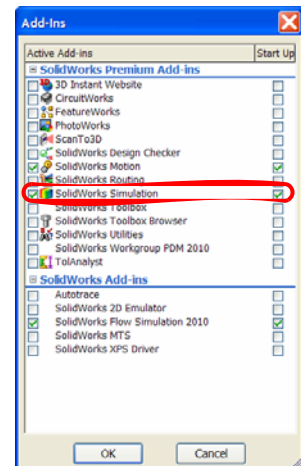 Add-Ins
Active Add-ins Start Up
SolidWorks Premium Add-ins
3D Instant Website
CircuitWorks
FeatureWorks
PhotoWorks
ScanTo3D
SolidWorks Design Checker
SolidWorks Motion
SolidWorks Routing
SolidWorks Simulation
SolidWorks Toolbox
SolidWorks Toolbox Browser
SolidWorks Utilities
SolidWorks Workgroup PDM 2010
TolAnalyst
SolidWorks Add-ins
Autotrace
SolidWorks 2D Emulator
SolidWorks Flow Simulation 2010
SolidWorks MTS
SolidWorks XPS Driver
OK Cancel